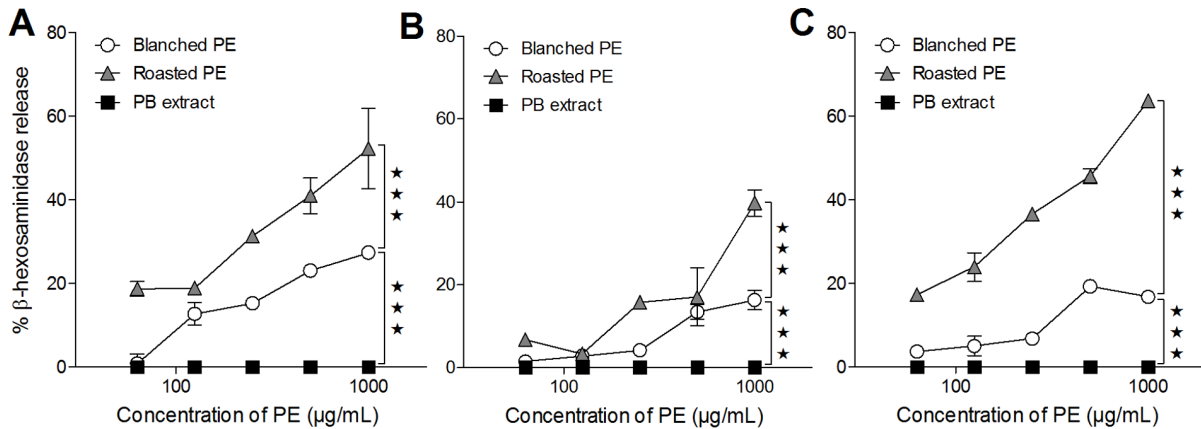 A
Blanched PE
Roasted PE
PB extract
% β-hexosaminidase release
80
60
40
20
0
100
1000
Concentration of PE (µg/mL)
★★★
★★★
B
Blanched PE
Roasted PE
PB extract
80
60
40
20
0
100
1000
Concentration of PE (µg/mL)
★★★
★★★
C
Blanched PE
Roasted PE
PB extract
80
60
40
20
0
100
1000
Concentration of PE (µg/mL)
★★★
★★★